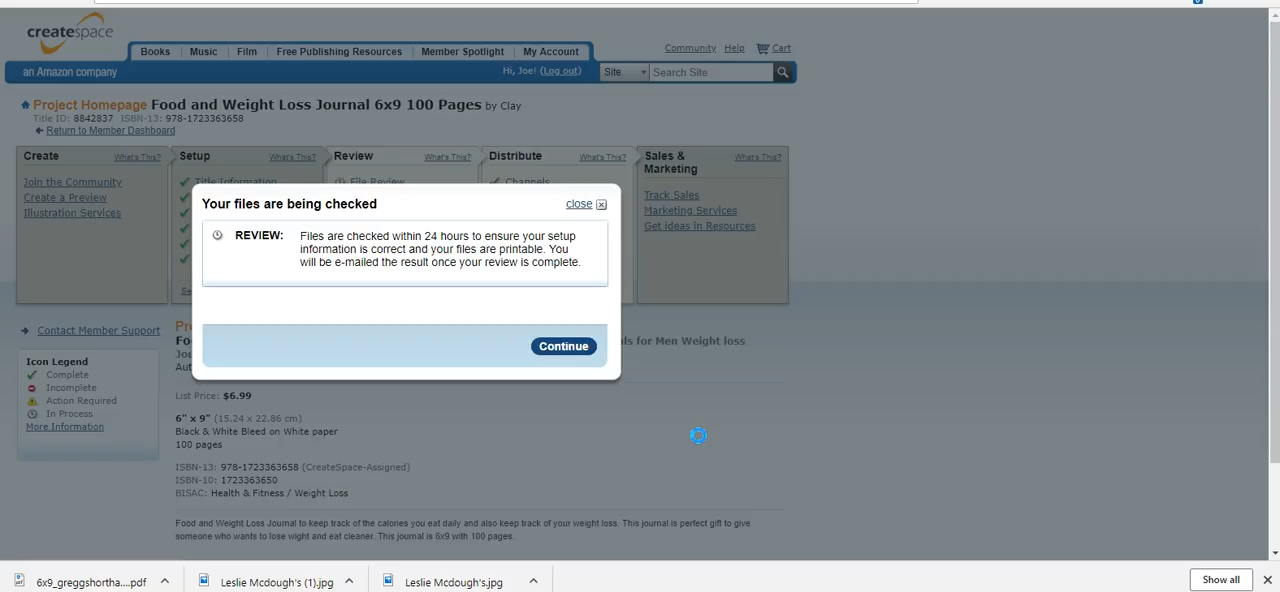 createspace
Books Music Film Free Publishing Resources Member Spotlight My Account
Community Help Cart
an Amazon company
Hi, Joe! (Log out)
Site Search Site
Project Homepage Food and Weight Loss Journal 6x9 100 Pages by Clay
Title ID: 8842837 ISBN-13: 978-1723363658
Return to Member Dashboard
Create What's This?
Join the Community
Create a Preview
Illustration Services
Setup What's This?
Title Information
Review What's This?
File Review
Distribute What's This?
Channels
Sales & Marketing What's This?
Track Sales
Marketing Services
Get Ideas in Resources
Your files are being checked
close
REVIEW: Files are checked within 24 hours to ensure your setup
information is correct and your files are printable. You
will be e-mailed the result once your review is complete.
Continue
Contact Member Support
Icon Legend
Complete
Incomplete
Action Required
In Process
More Information
ls for Men Weight loss
List Price: $6.99
6" x 9" (15.24 x 22.86 cm)
Black & White Bleed on White paper
100 pages
ISBN-13: 978-1723363658 (CreateSpace-Assigned)
ISBN-10: 1723363650
BISAC: Health & Fitness / Weight Loss
Food and Weight Loss Journal to keep track of the calories you eat daily and also keep track of your weight loss. This journal is perfect gift to give
someone who wants to lose wight and eat cleaner. This journal is 6x9 with 100 pages.
6x9_greggshortha....pdf
Leslie Mcdough's (1).jpg
Leslie Mcdough's.jpg
Show all